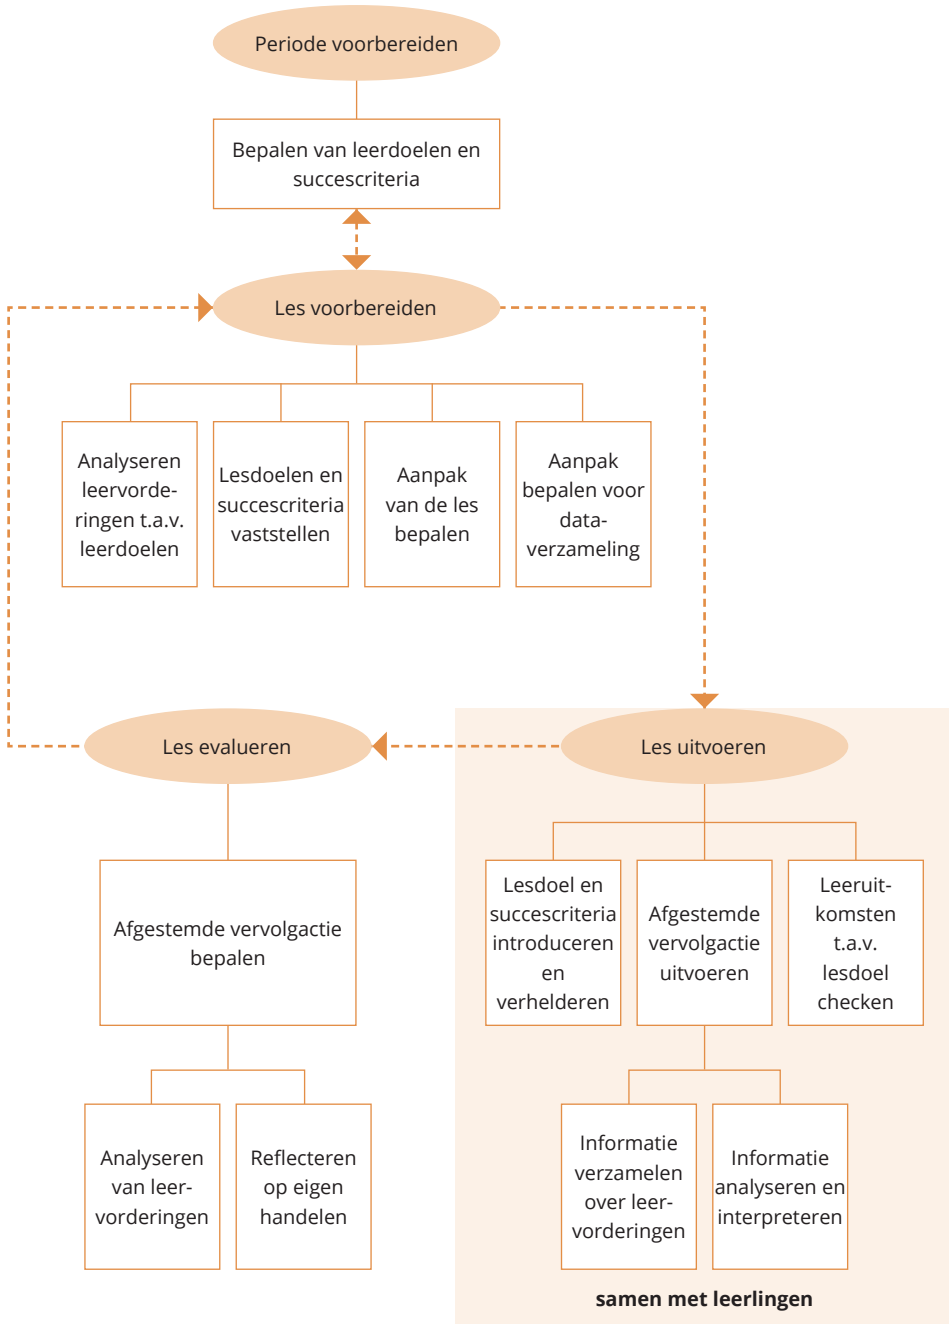 Periode voorbereiden
Bepalen van leerdoelen en
succescriteria
Les voorbereiden
Analyseren
leervorde-
ringen t.a.v.
leerdoelen
Lesdoelen en
succescriteria
vaststellen
Aanpak
van de les
bepalen
Aanpak
bepalen voor
data-
verzameling
Les evalueren
Les uitvoeren
Afgestemde vervolgactie
bepalen
Lesdoel en
succescriteria
introduceren
en
verhelderen
Afgestemde
vervolgactie
uitvoeren
Leeruit-
komsten
t.a.v.
lesdoel
checken
Analyseren
van leer-
vorderingen
Reflecteren
op eigen
handelen
Informatie
verzamelen
over leer-
vorderingen
Informatie
analyseren en
interpreteren
samen met leerlingen